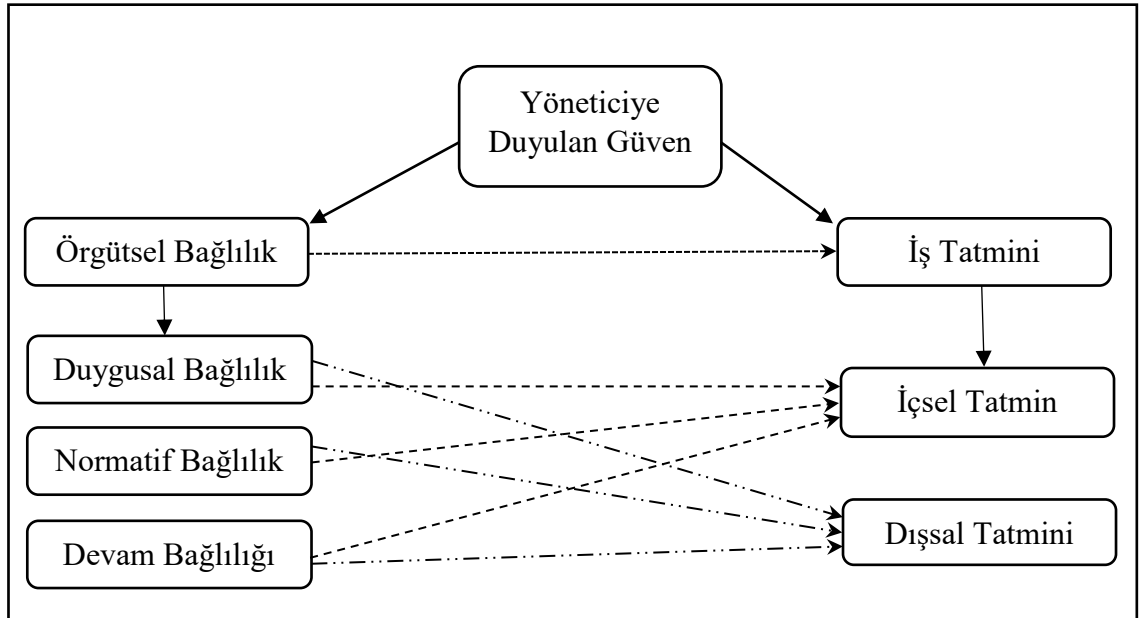 Yöneticiye
Duyulan Güven
Örgütsel Bağlılık
İş Tatmini
Duygusal Bağlılık
İçsel Tatmin
Normatif Bağlılık
Dışsal Tatmini
Devam Bağlılığı